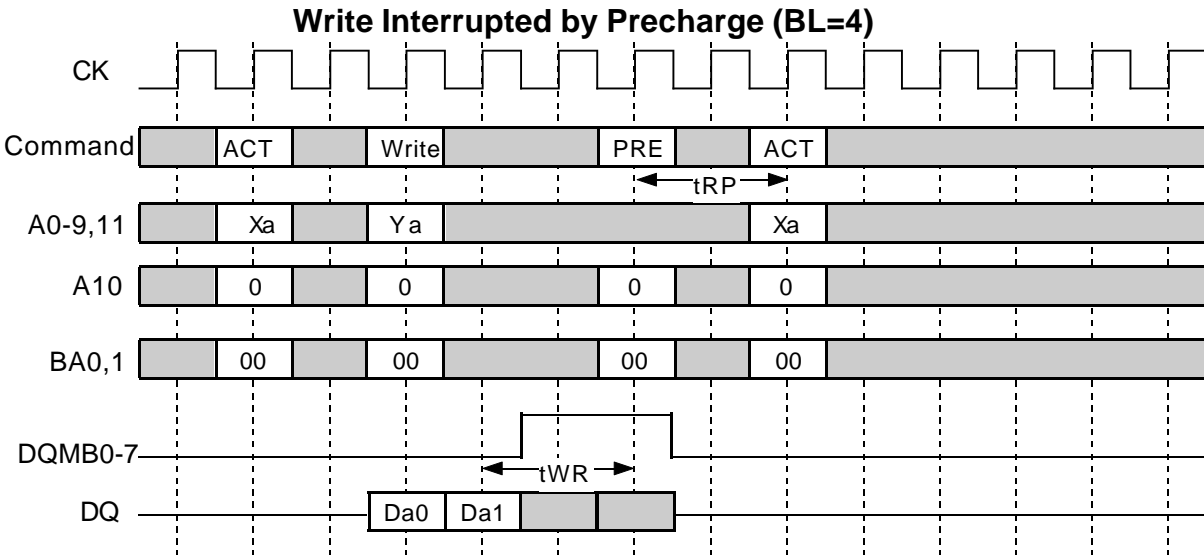 Write Interrupted by Precharge (BL=4)
CK
Command ACT Write PRE ACT
tRP
A0-9,11 Xa Ya Xa
A10 0 0 0 0
BA0,1 00 00 00 00
DQMB0-7
tWR
DQ Da0 Da1